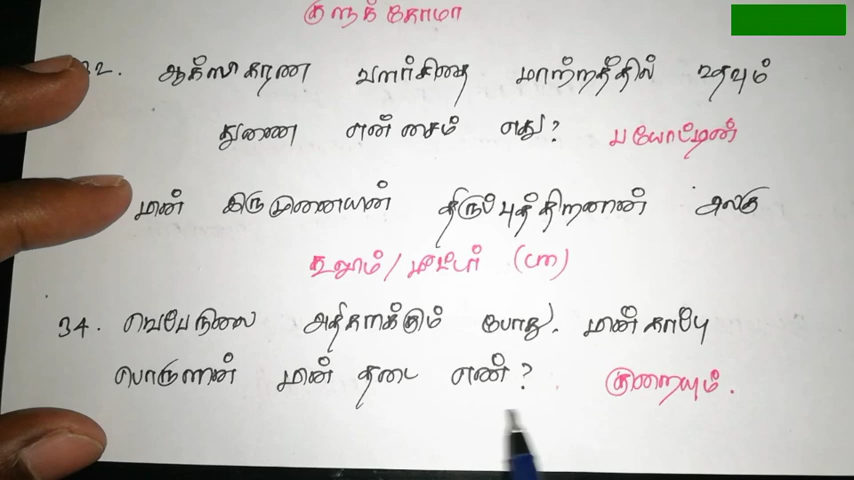 குளுக்கோமா
32. ஆக்ஸிகரண வளர்சிதை மாற்றத்தில் உதவும்
துணை என்சைம் எது? பயோட்டின்
மின் இருமுனையின் திருப்புத்திறனின் அலகு
கூலூம்/மீட்டர் (cm)
34. வெப்பநிலை அதிகரிக்கும் போது, மின்காப்பு
பொருளின் மின் தடை எண்? குறையும்.